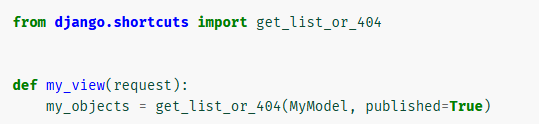 from django.shortcuts import get_list_or_404
def my_view(request):
    my_objects = get_list_or_404(MyModel, published=True)